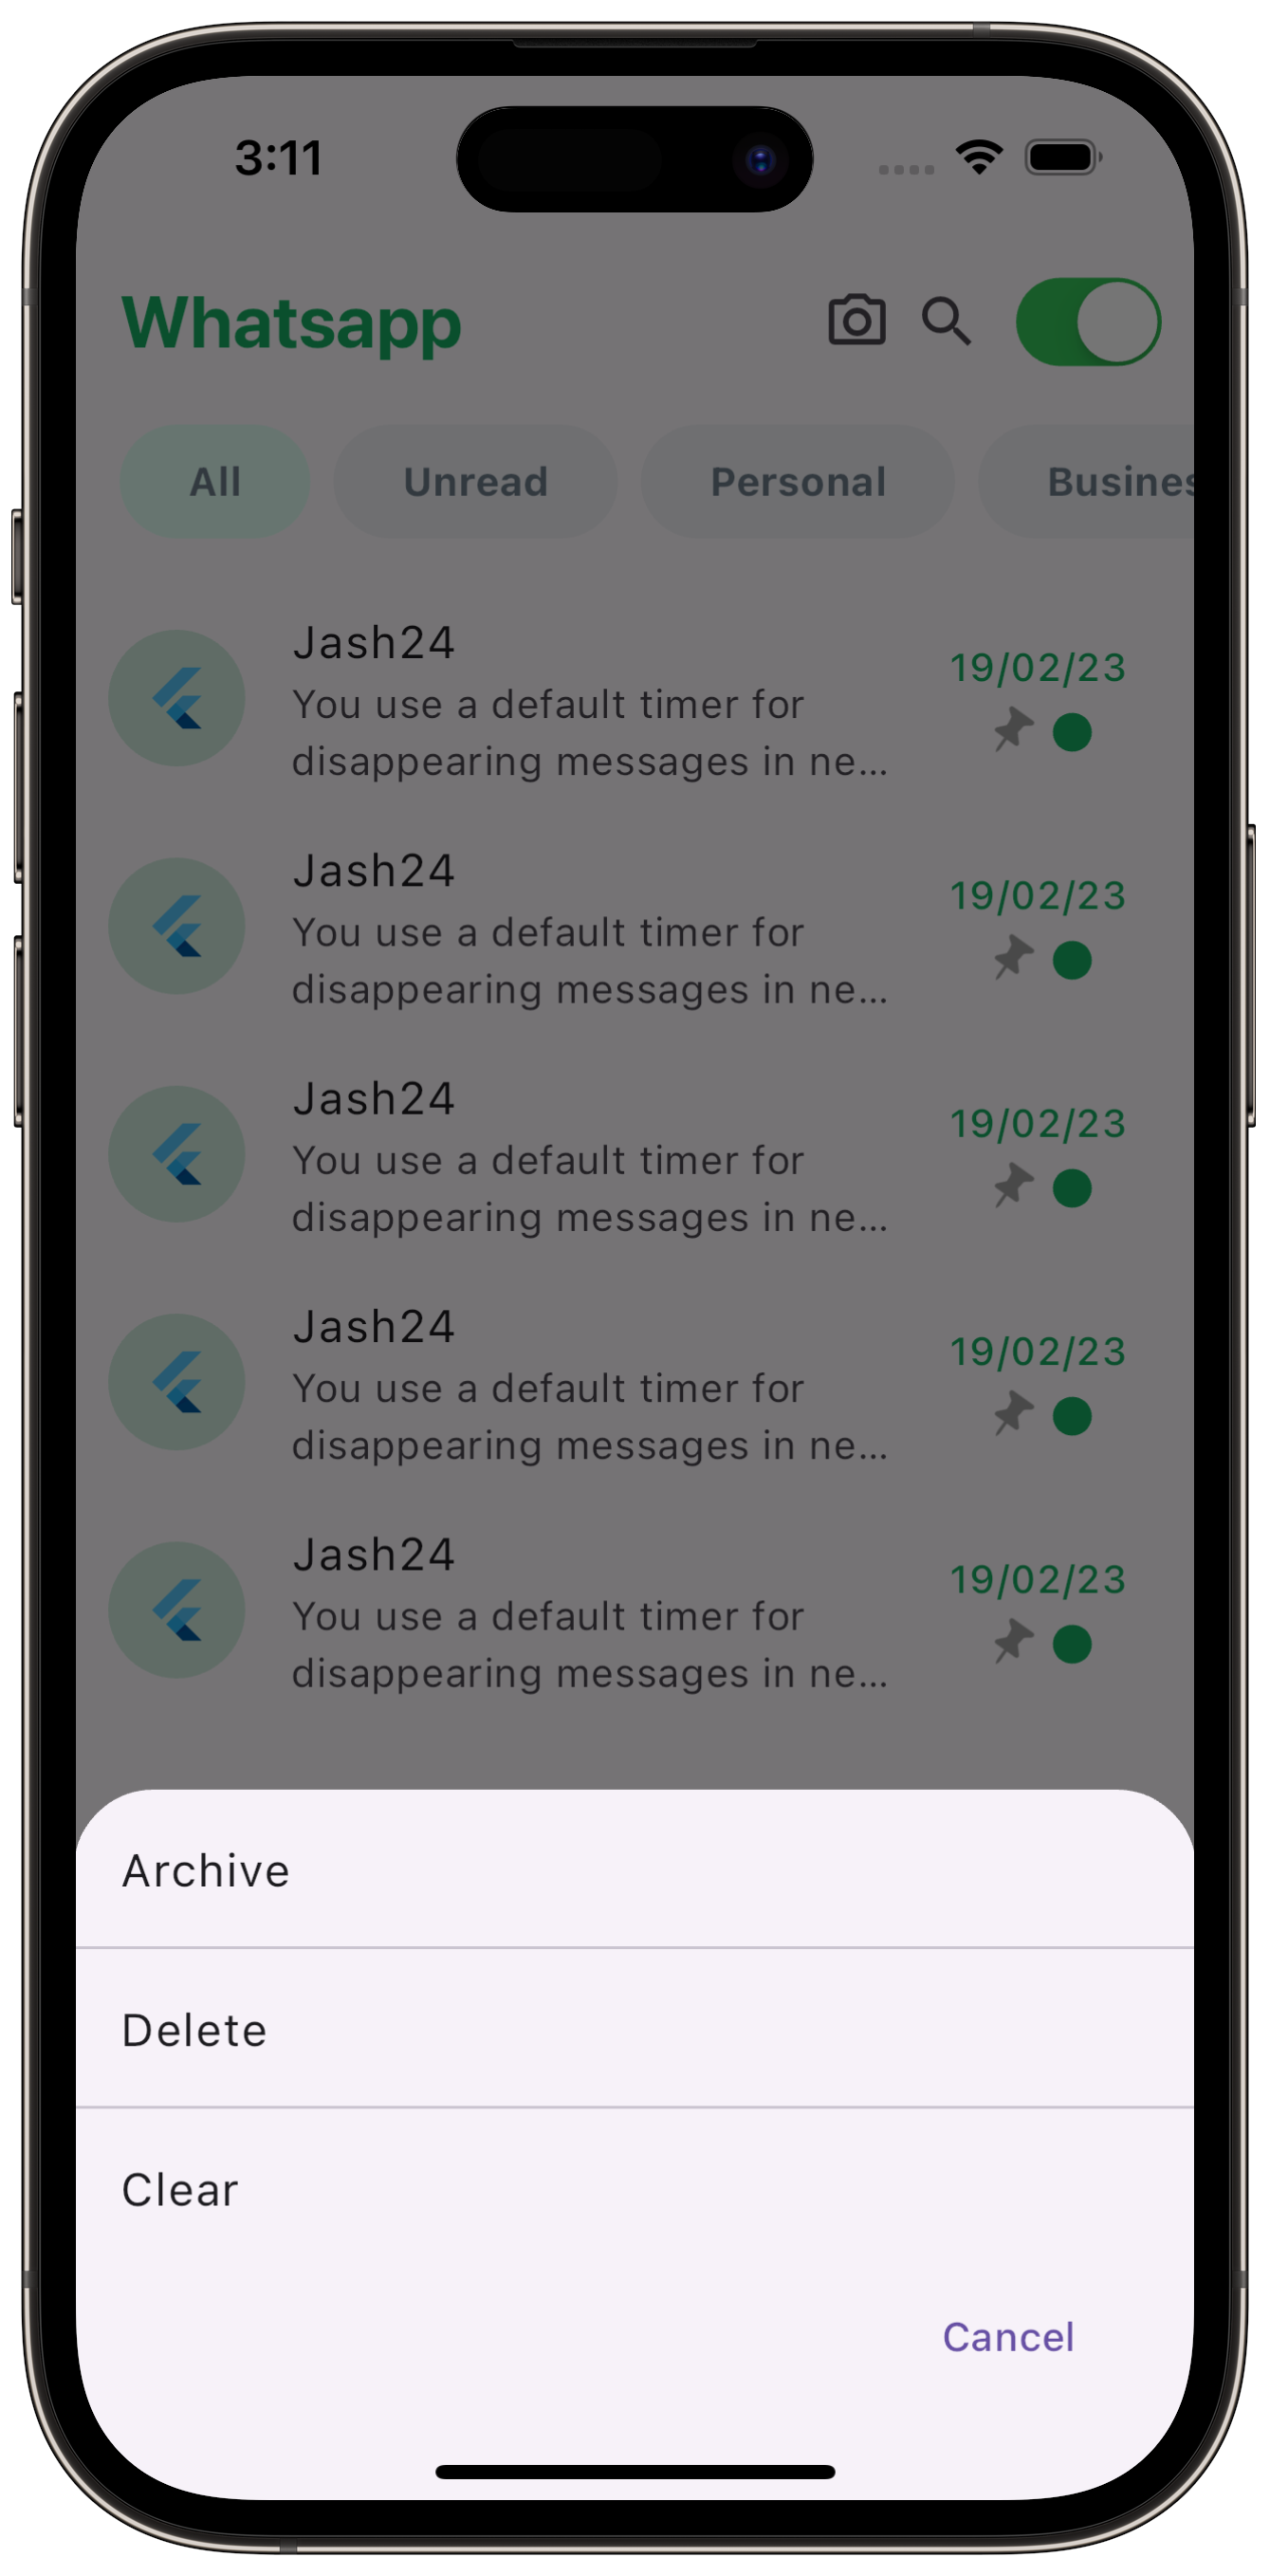 3:11
Whatsapp
All Unread Personal Busines
Jash24
19/02/23
You use a default timer for
disappearing messages in ne...
Jash24
19/02/23
You use a default timer for
disappearing messages in ne...
Jash24
19/02/23
You use a default timer for
disappearing messages in ne...
Jash24
19/02/23
You use a default timer for
disappearing messages in ne...
Jash24
19/02/23
You use a default timer for
disappearing messages in ne...
Archive
Delete
Clear
Cancel